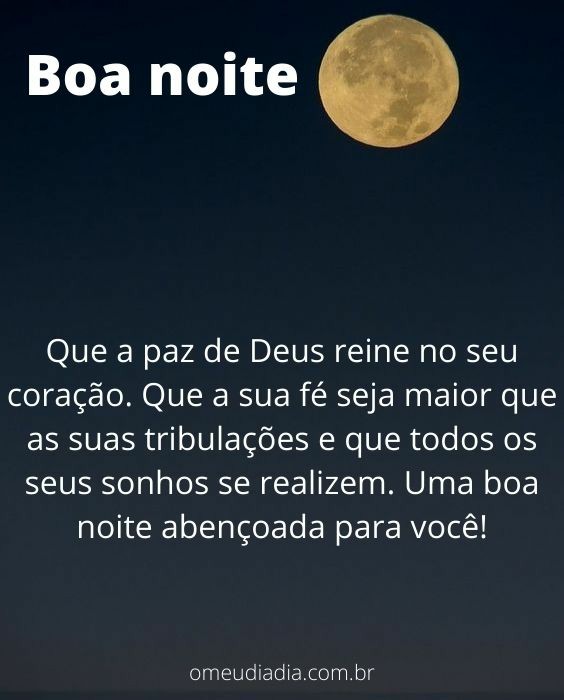 Boa noite
Que a paz de Deus reine no seu
coração. Que a sua fé seja maior que
as suas tribulações e que todos os
seus sonhos se realizem. Uma boa
noite abençoada para você!
omeudiadia.com.br